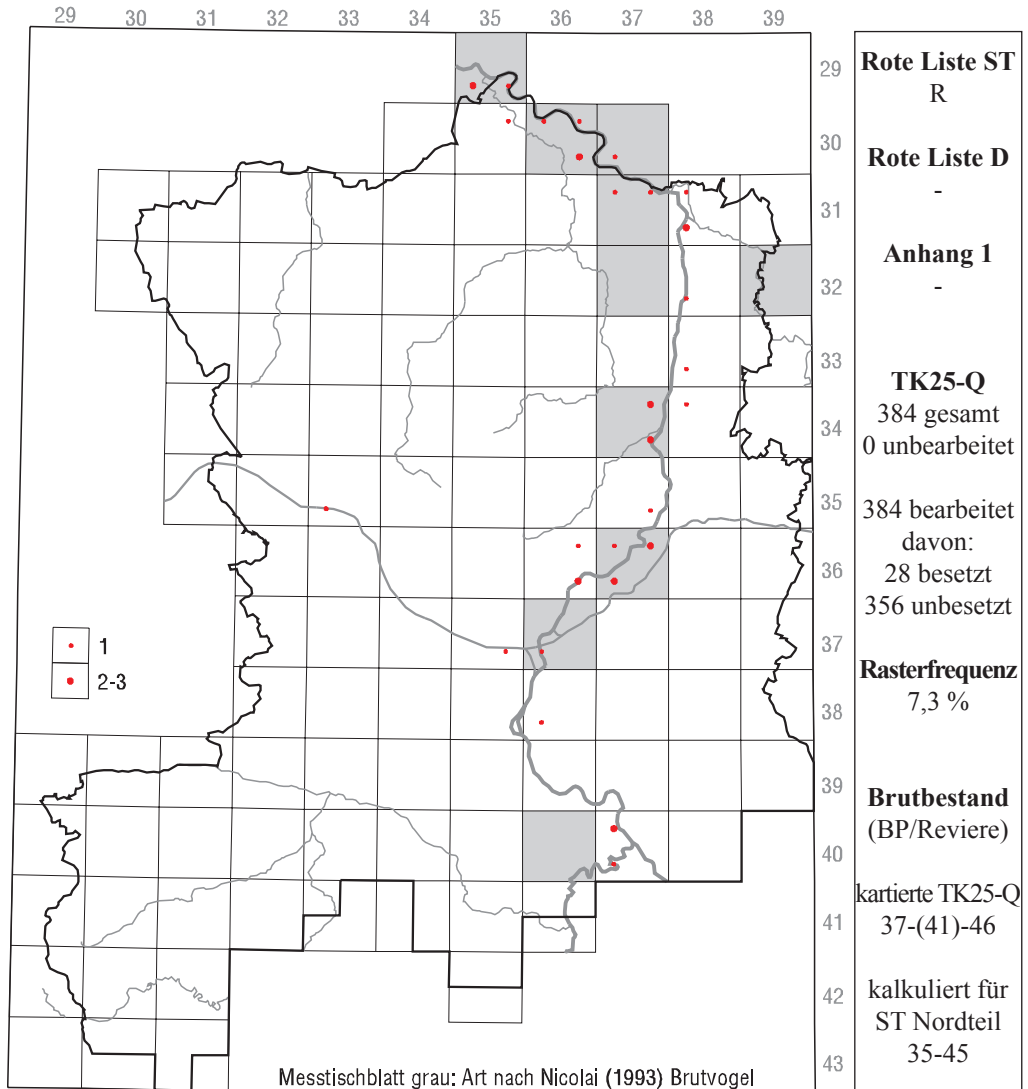 29 30 31 32 33 34 35 36 37 38 39
29
30
31
32
33
34
35
36
37
38
39
40
41
42
43
1
2-3
Messtischblatt grau: Art nach Nicolai (1993) Brutvogel
Rote Liste ST
R
Rote Liste D
-
Anhang 1
-
TK25-Q
384 gesamt
0 unbearbeitet
384 bearbeitet
davon:
28 besetzt
356 unbesetzt
Rasterfrequenz
7,3 %
Brutbestand
(BP/Reviere)
kartierte TK25-Q
37-(41)-46
kalkuliert für
ST Nordteil
35-45